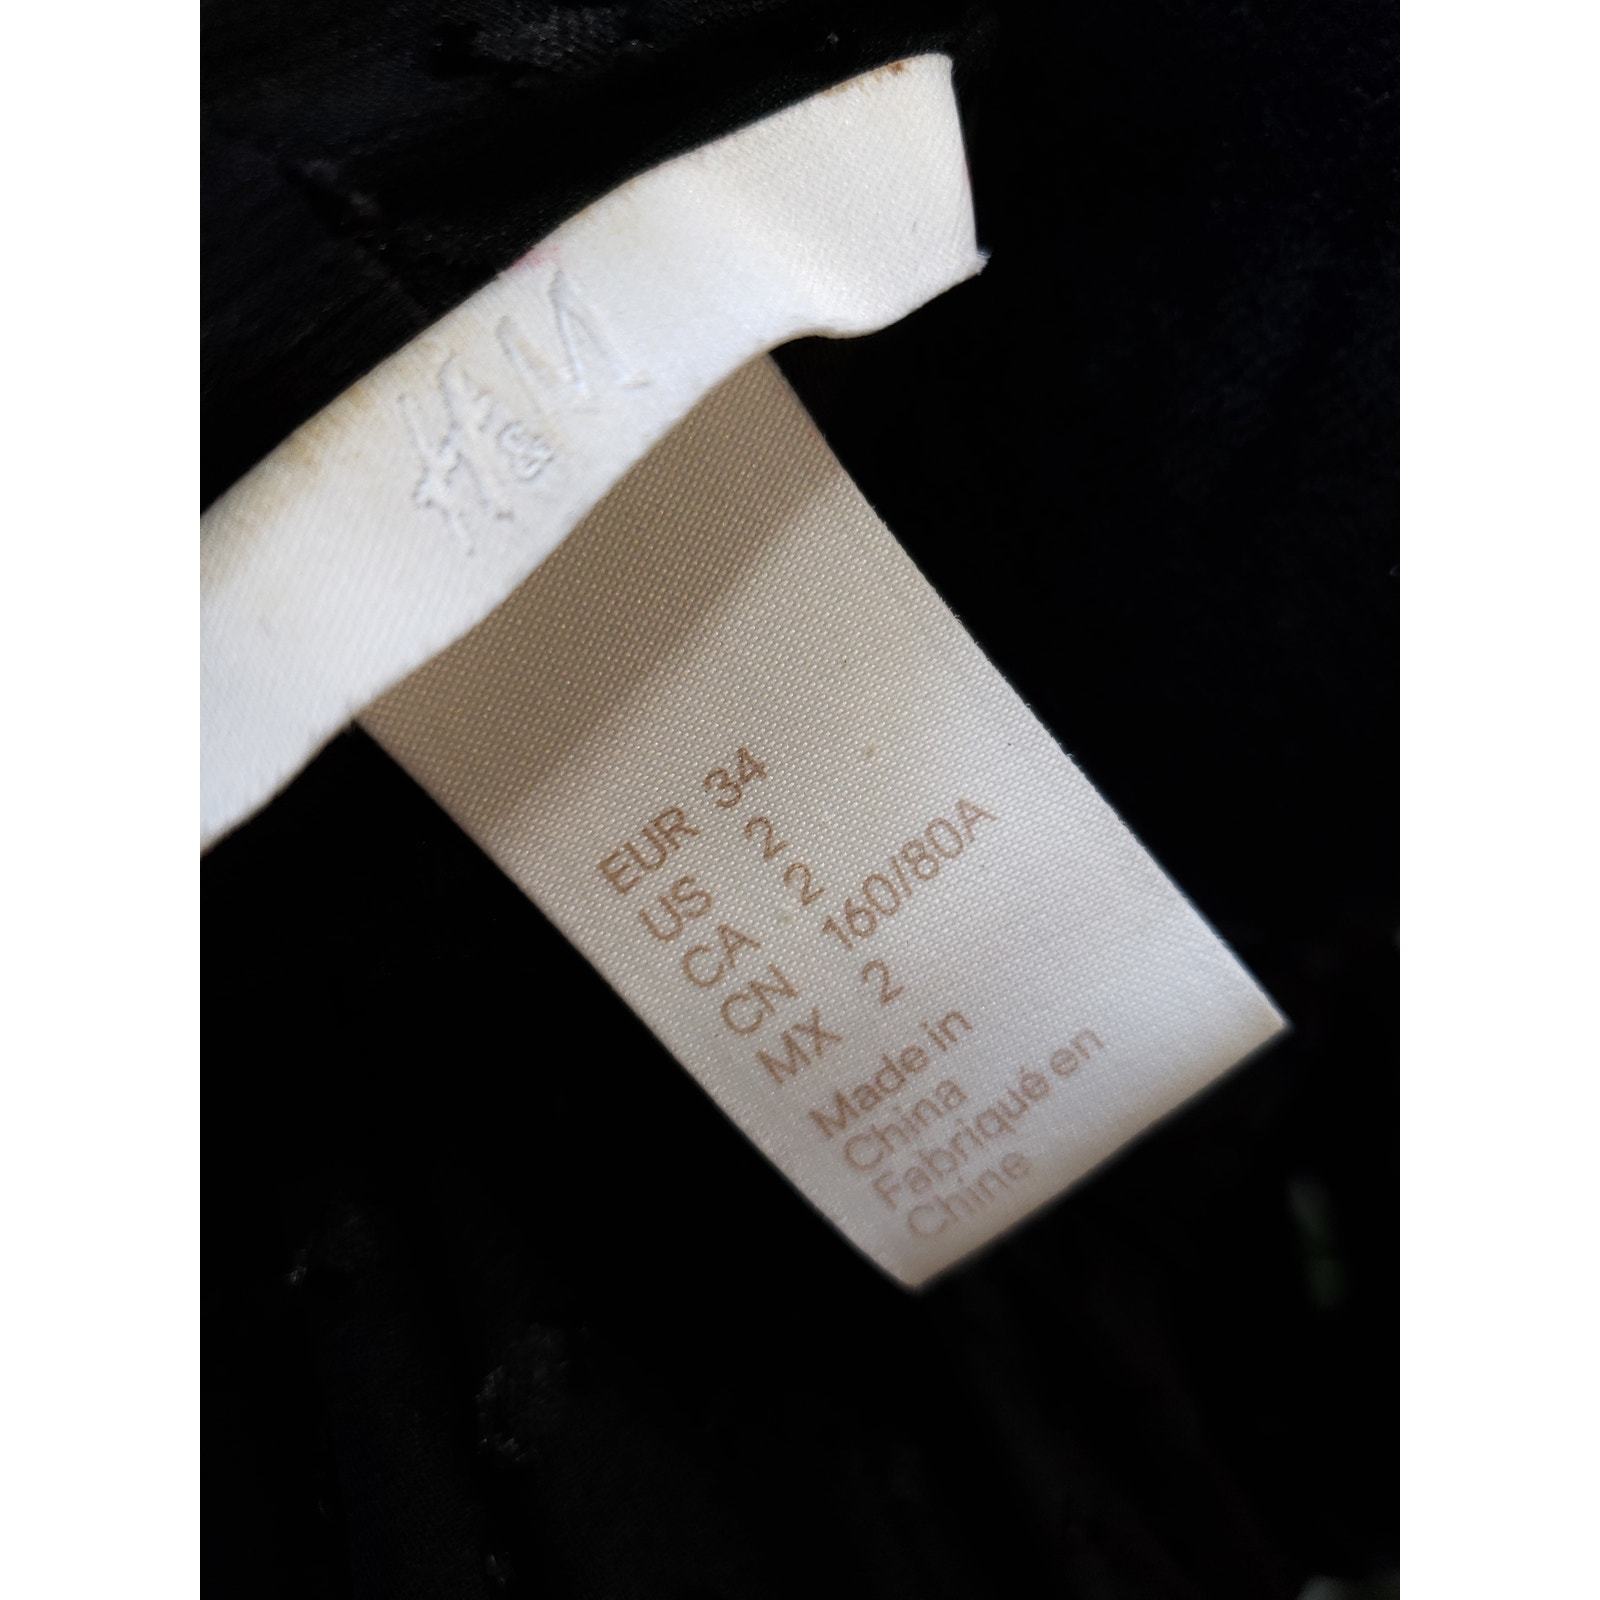 H&M
EUR 34
US 2
CA 2
CN 160/80A
MX 2
Made in
China
Fabriqué en
Chine